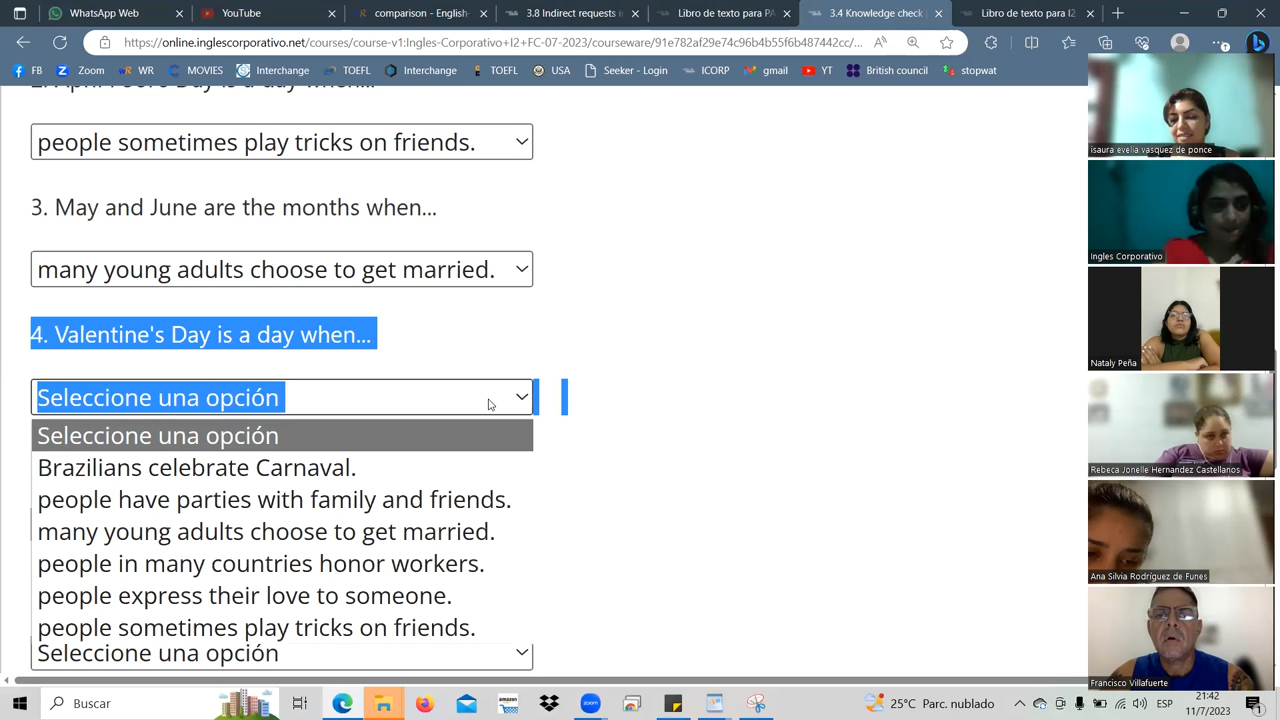 WhatsApp Web
YouTube
comparison - English
3.8 Indirect requests i
Libro de texto para PA
3.4 Knowledge check
Libro de texto para I2
https://online.inglescorporativo.net/courses/course-v1:Ingles-Corporativo+I2+FC-07-2023/courseware/91e782af29e74c96b4b55f6b487442cc/...
FB
Zoom
WR
MOVIES
Interchange
TOEFL
Interchange
TOEFL
USA
Seeker - Login
ICORP
gmail
YT
British council
stopwat
people sometimes play tricks on friends.
3. May and June are the months when...
many young adults choose to get married.
4. Valentine's Day is a day when...
Seleccione una opción
Seleccione una opción
Brazilians celebrate Carnaval.
people have parties with family and friends.
many young adults choose to get married.
people in many countries honor workers.
people express their love to someone.
people sometimes play tricks on friends.
Seleccione una opción
isaura evelia vasquez de ponce
Ingles Corporativo
Nataly Peña
Rebeca Jonelle Hernandez Castellanos
Ana Silvia Rodríguez de Funes
Francisco Villafuerte
Buscar
25°C Parc. nublado
ESP
21:42
11/7/2023